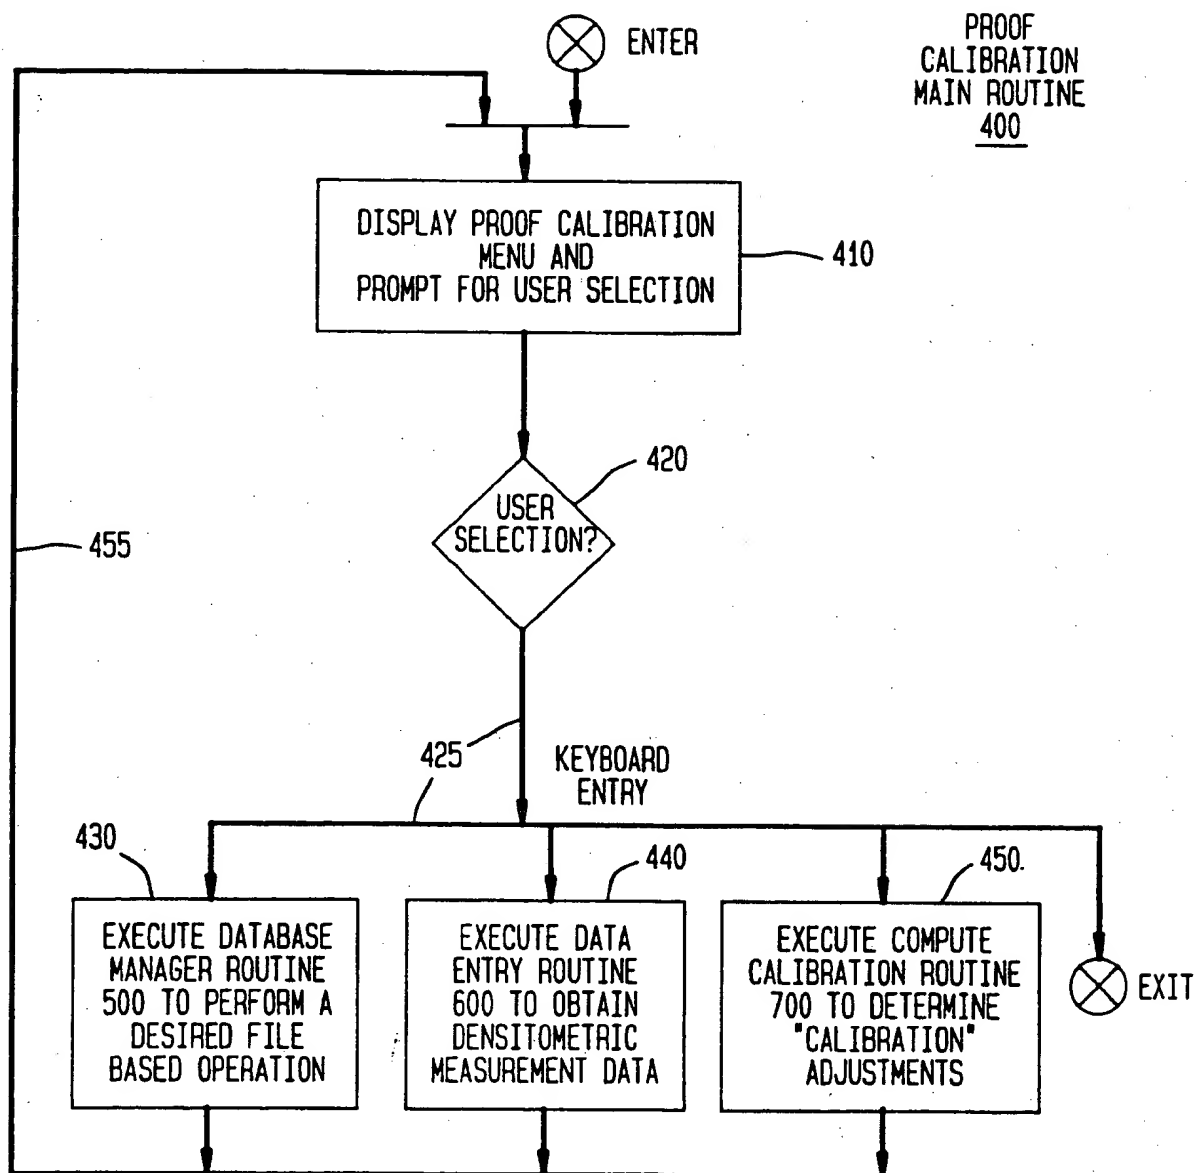 ENTER
PROOF
CALIBRATION
MAIN ROUTINE
400
DISPLAY PROOF CALIBRATION
MENU AND
PROMPT FOR USER SELECTION
410
420
USER
SELECTION?
455
425
KEYBOARD
ENTRY
430
440
450.
EXECUTE DATABASE
MANAGER ROUTINE
500 TO PERFORM A
DESIRED FILE
BASED OPERATION
EXECUTE DATA
ENTRY ROUTINE
600 TO OBTAIN
DENSITOMETRIC
MEASUREMENT DATA
EXECUTE COMPUTE
CALIBRATION ROUTINE
700 TO DETERMINE
"CALIBRATION"
ADJUSTMENTS
EXIT